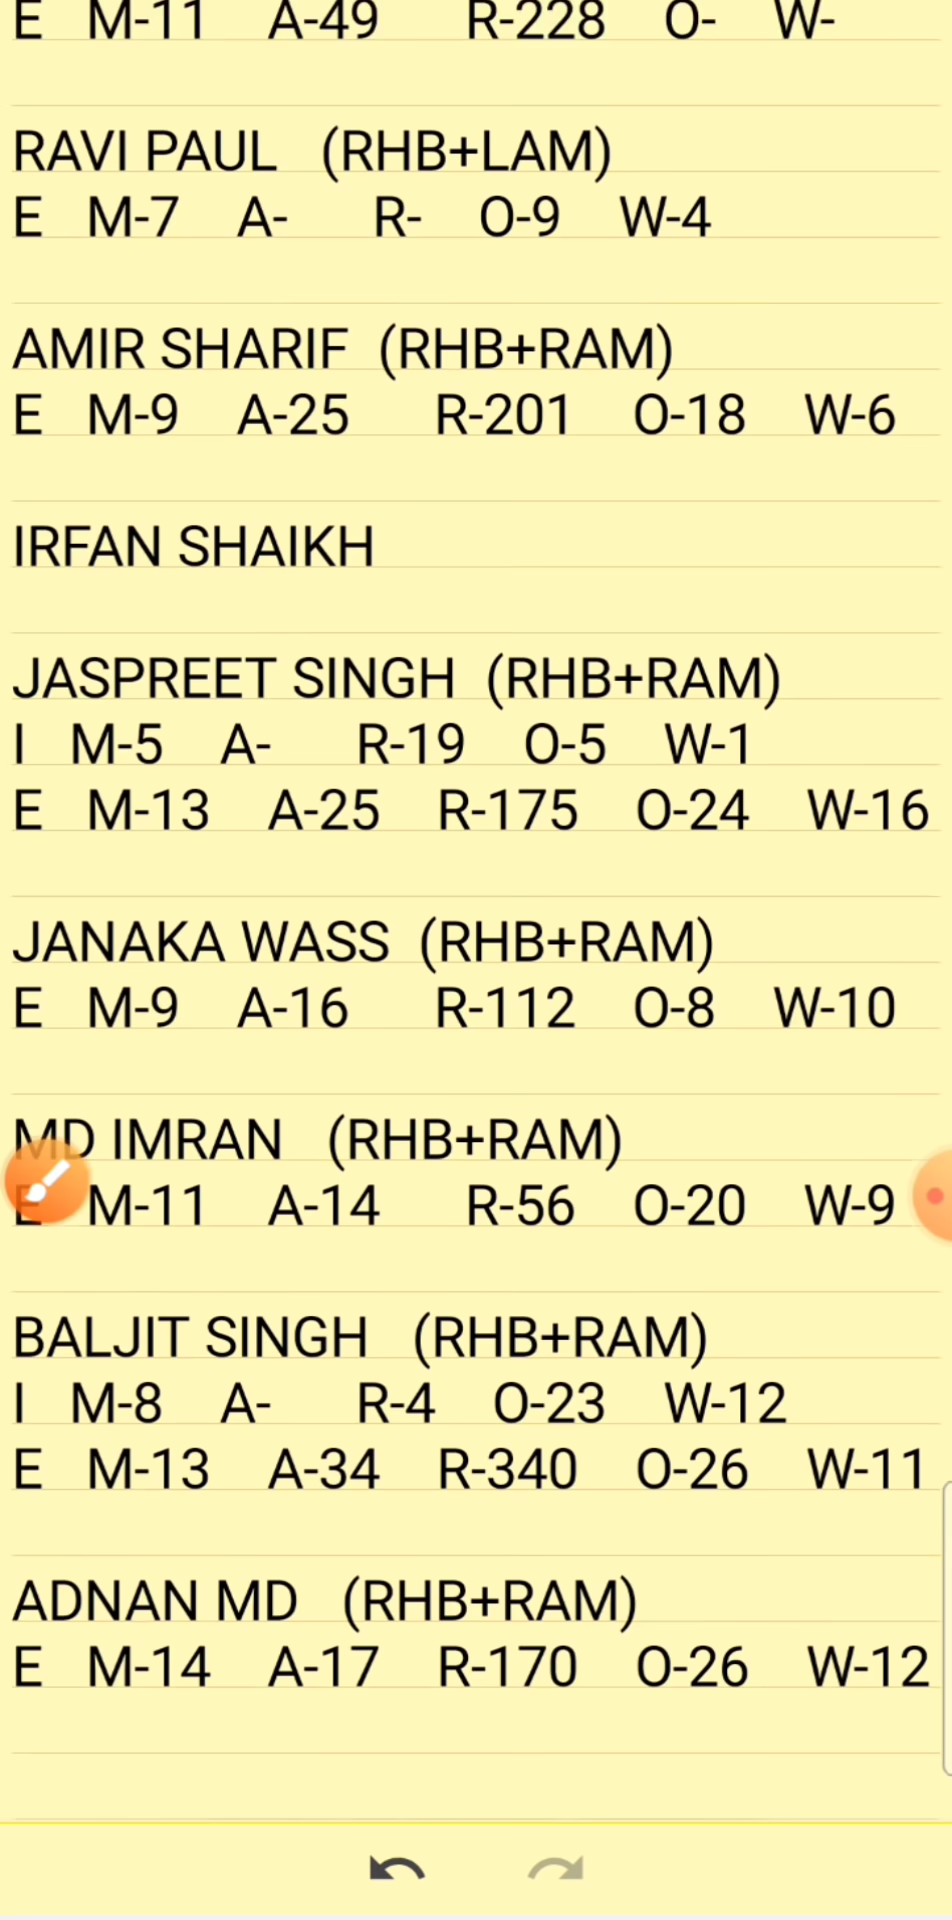 E M-11 A-49 R-228 O- W-
RAVI PAUL (RHB+LAM)
E M-7 A- R- O-9 W-4
AMIR SHARIF (RHB+RAM)
E M-9 A-25 R-201 O-18 W-6
IRFAN SHAIKH
JASPREET SINGH (RHB+RAM)
I M-5 A- R-19 O-5 W-1
E M-13 A-25 R-175 O-24 W-16
JANAKA WASS (RHB+RAM)
E M-9 A-16 R-112 O-8 W-10
MD IMRAN (RHB+RAM)
E M-11 A-14 R-56 O-20 W-9
BALJIT SINGH (RHB+RAM)
I M-8 A- R-4 O-23 W-12
E M-13 A-34 R-340 O-26 W-11
ADNAN MD (RHB+RAM)
E M-14 A-17 R-170 O-26 W-12